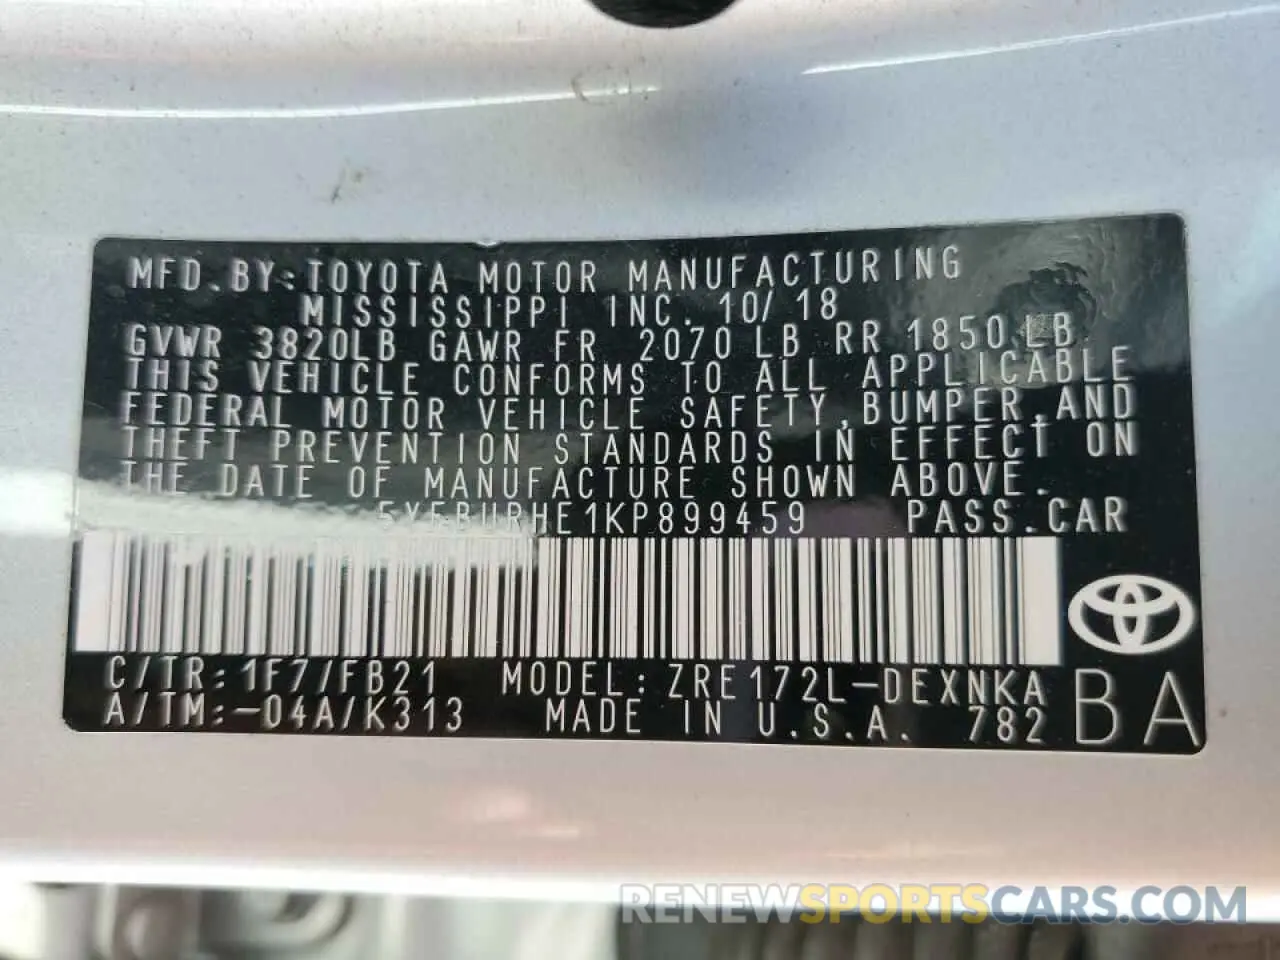 MFD.BY:TOYOTA MOTOR MANUFACTURING
MISSISSIPPI INC. 10/18
GVWR 3820LB GAWR FR 2070 LB RR 1850 LB
THIS VEHICLE CONFORMS TO ALL APPLICABLE
FEDERAL MOTOR VEHICLE SAFETY,BUMPER,AND
THEFT PREVENTION STANDARDS IN EFFECT ON
THE DATE OF MANUFACTURE SHOWN ABOVE.
5YFBURHE1KP899459 PASS.CAR
C/TR:1F7/FB21 MODEL:ZRE172L-DEXNKA
A/TM:-04A/K313 MADE IN U.S.A. 782 BA
RENEWSPORTSCARS.COM